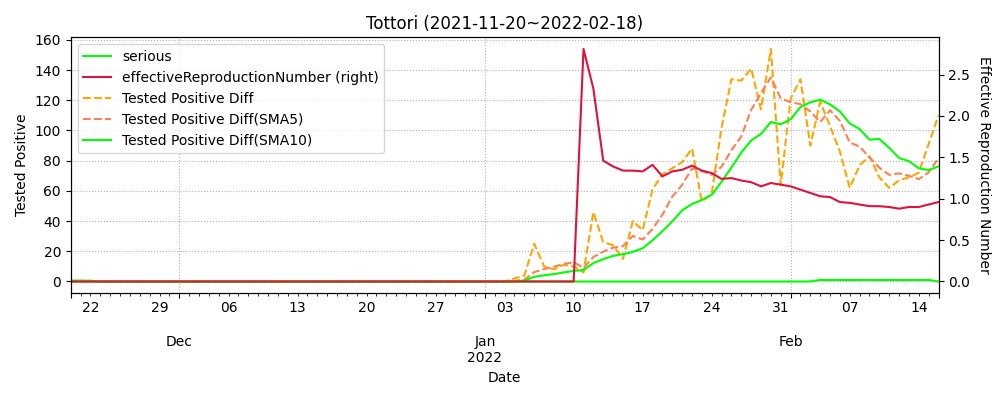 Tottori (2021-11-20~2022-02-18)
serious
effectiveReproductionNumber (right)
Tested Positive Diff
Tested Positive Diff(SMA5)
Tested Positive Diff(SMA10)
Tested Positive
160
140
120
100
80
60
40
20
0
Effective Reproduction Number
2.5
2.0
1.5
1.0
0.5
0.0
22 29 06 13 20 27 03 10 17 24 31 07 14
Dec Jan Feb
2022
Date